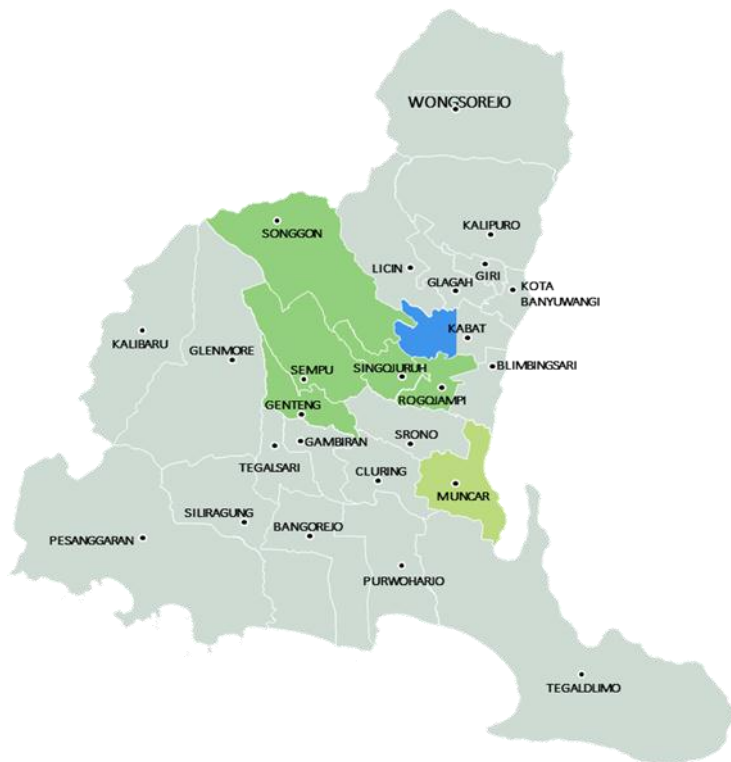 WONGSOREJO
KALIPURO
SONGGON
LICIN
GIRI
GLAGAH
KOTA
BANYUWANGI
KABAT
KALIBARU
GLENMORE
BLIMBINGSARI
SEMPU
SINGOJURUH
ROGOJAMPI
GENTENG
GAMBIRAN
SRONO
TEGALSARI
CLURING
MUNCAR
SILIRAGUNG
BANGOREJO
PESANGGARAN
PURWOHARJO
TEGALDLIMO